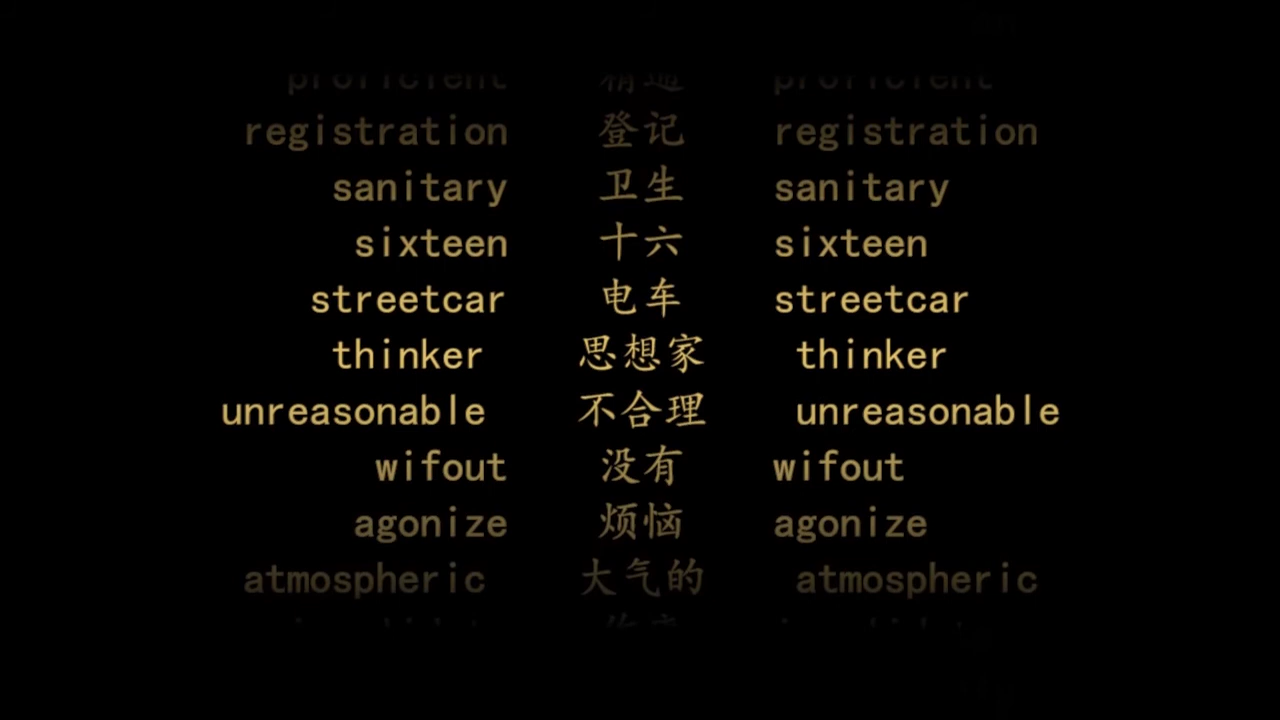 proficient 精通 proficient
registration 登记 registration
sanitary 卫生 sanitary
sixteen 十六 sixteen
streetcar 电车 streetcar
thinker 思想家 thinker
unreasonable 不合理 unreasonable
wifout 没有 wifout
agonize 烦恼 agonize
atmospheric 大气的 atmospheric